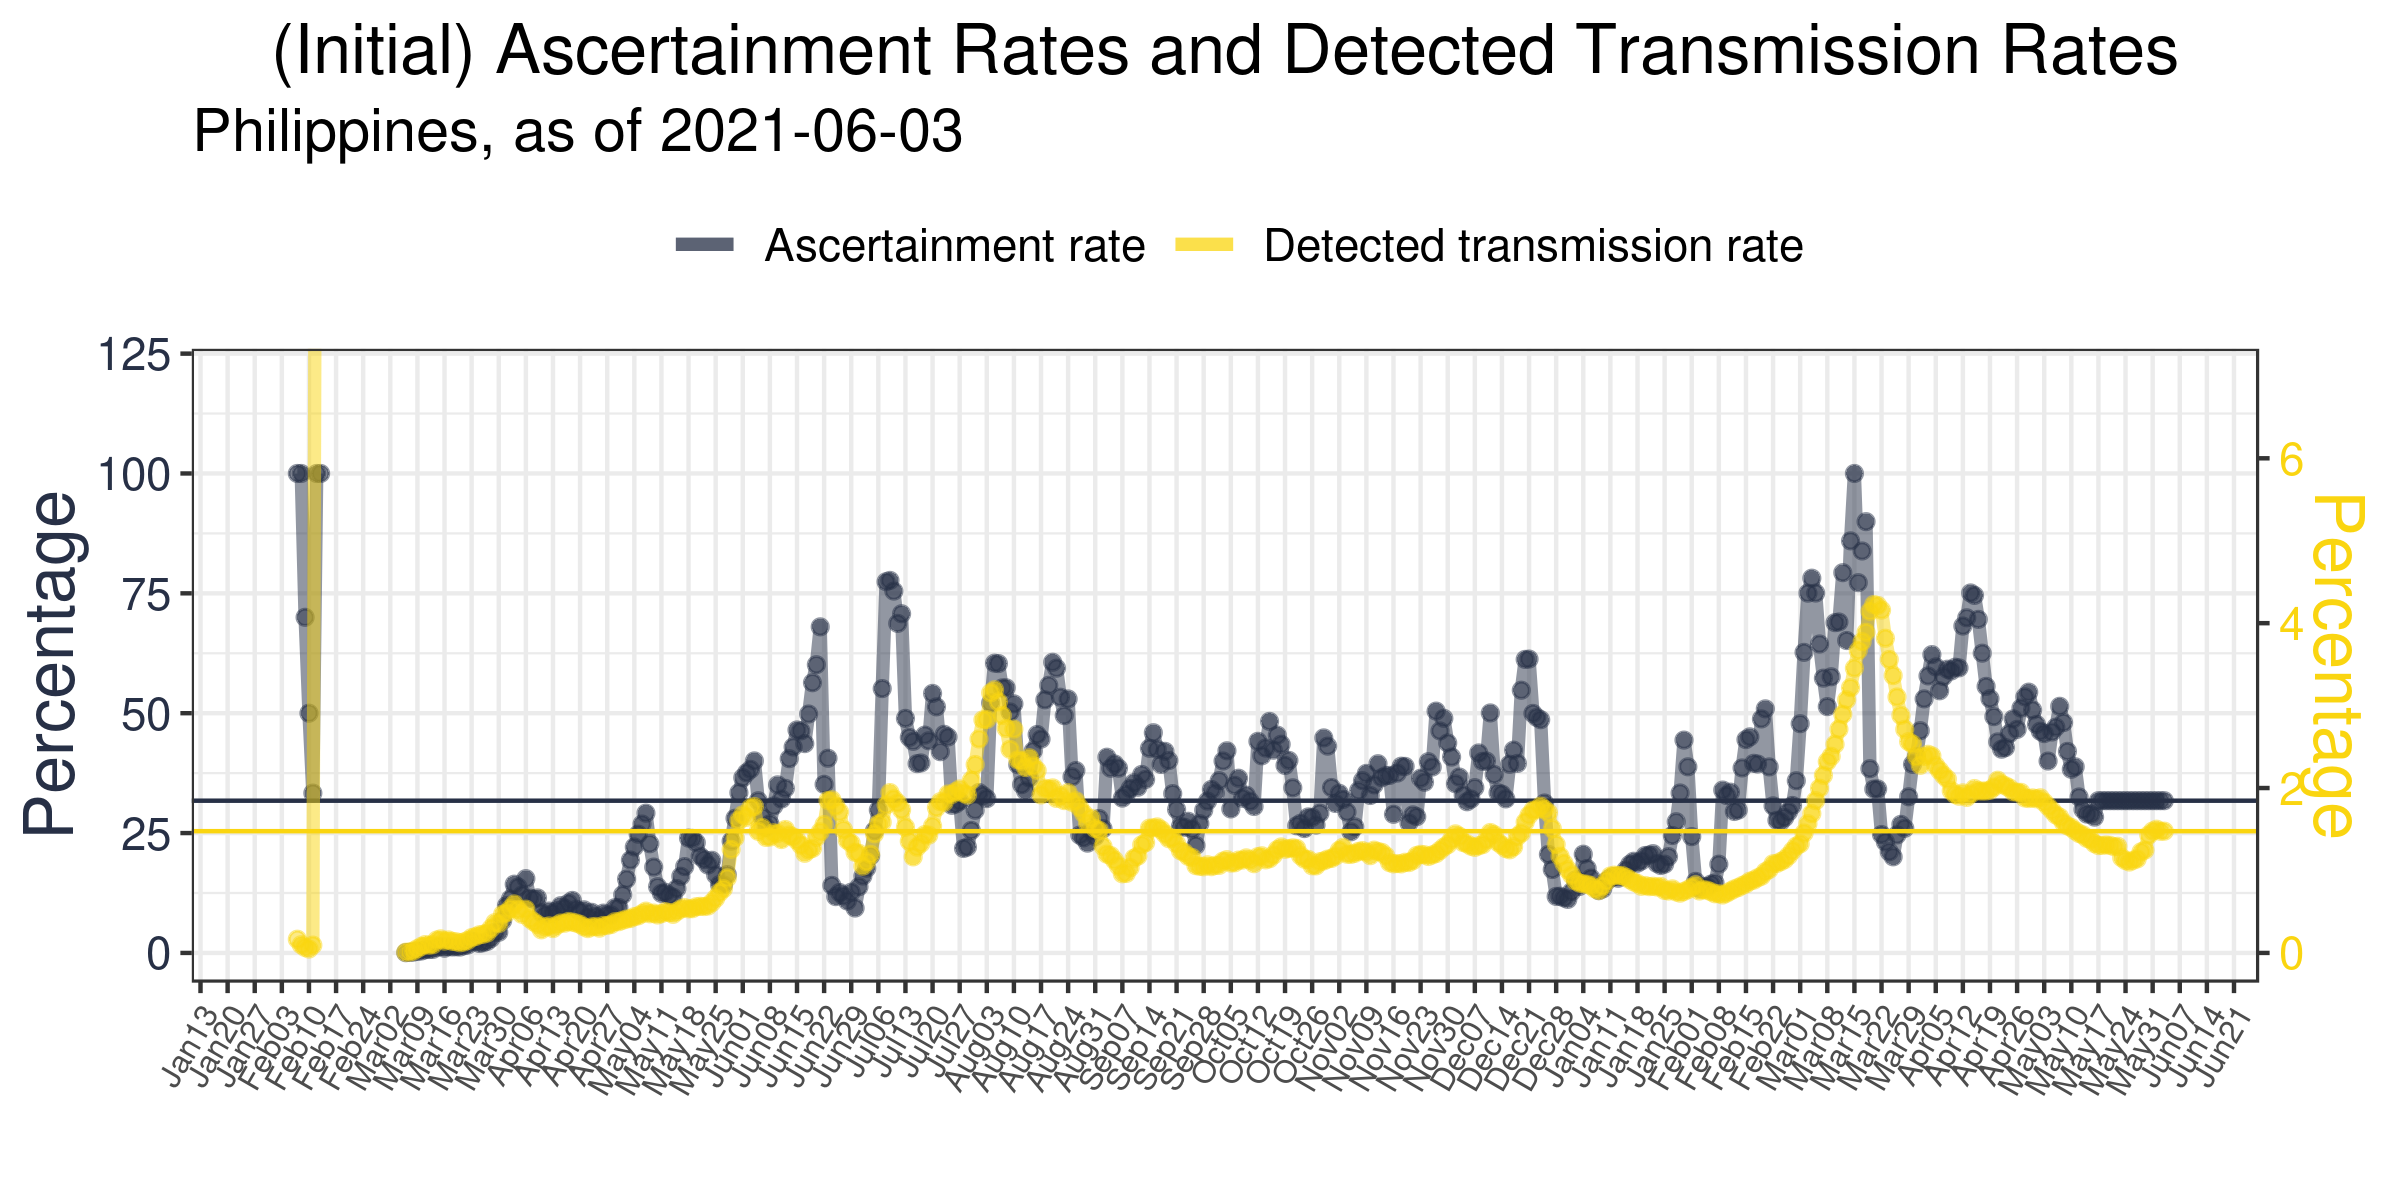 (Initial) Ascertainment Rates and Detected Transmission Rates
Philippines, as of 2021-06-03
Ascertainment rate
Detected transmission rate
Percentage
125
100
75
50
25
0
6
4
2
0
Percentage
Jan13
Jan20
Jan27
Feb03
Feb10
Feb17
Feb24
Mar02
Mar09
Mar16
Mar23
Mar30
Apr06
Apr13
Apr20
Apr27
May04
May11
May18
May25
Jun01
Jun08
Jun15
Jun22
Jun29
Jul06
Jul13
Jul20
Jul27
Aug03
Aug10
Aug17
Aug24
Aug31
Sep07
Sep14
Sep21
Sep28
Oct05
Oct12
Oct19
Oct26
Nov02
Nov09
Nov16
Nov23
Nov30
Dec07
Dec14
Dec21
Dec28
Jan04
Jan11
Jan18
Jan25
Feb01
Feb08
Feb15
Feb22
Mar01
Mar08
Mar15
Mar22
Mar29
Apr05
Apr12
Apr19
Apr26
May03
May10
May17
May24
May31
Jun07
Jun14
Jun21